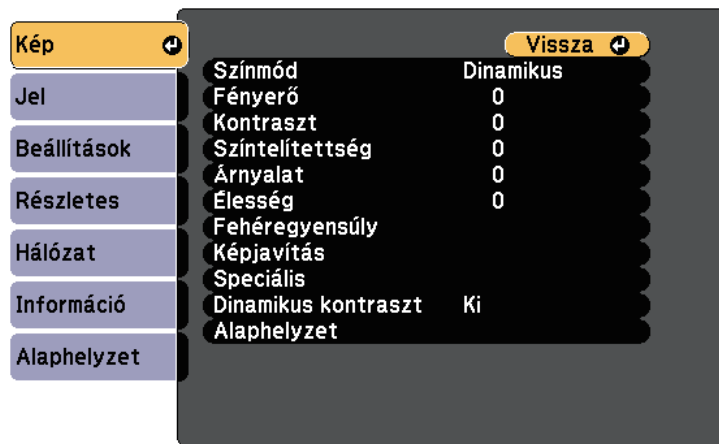 Kép
Jel
Beállítások
Részletes
Hálózat
Információ
Alaphelyzet
Vissza
Színmód Dinamikus
Fényerő 0
Kontraszt 0
Színtelítettség 0
Árnyalat 0
Élesség 0
Fehéregyensúly
Képjavítás
Speciális
Dinamikus kontraszt Ki
Alaphelyzet